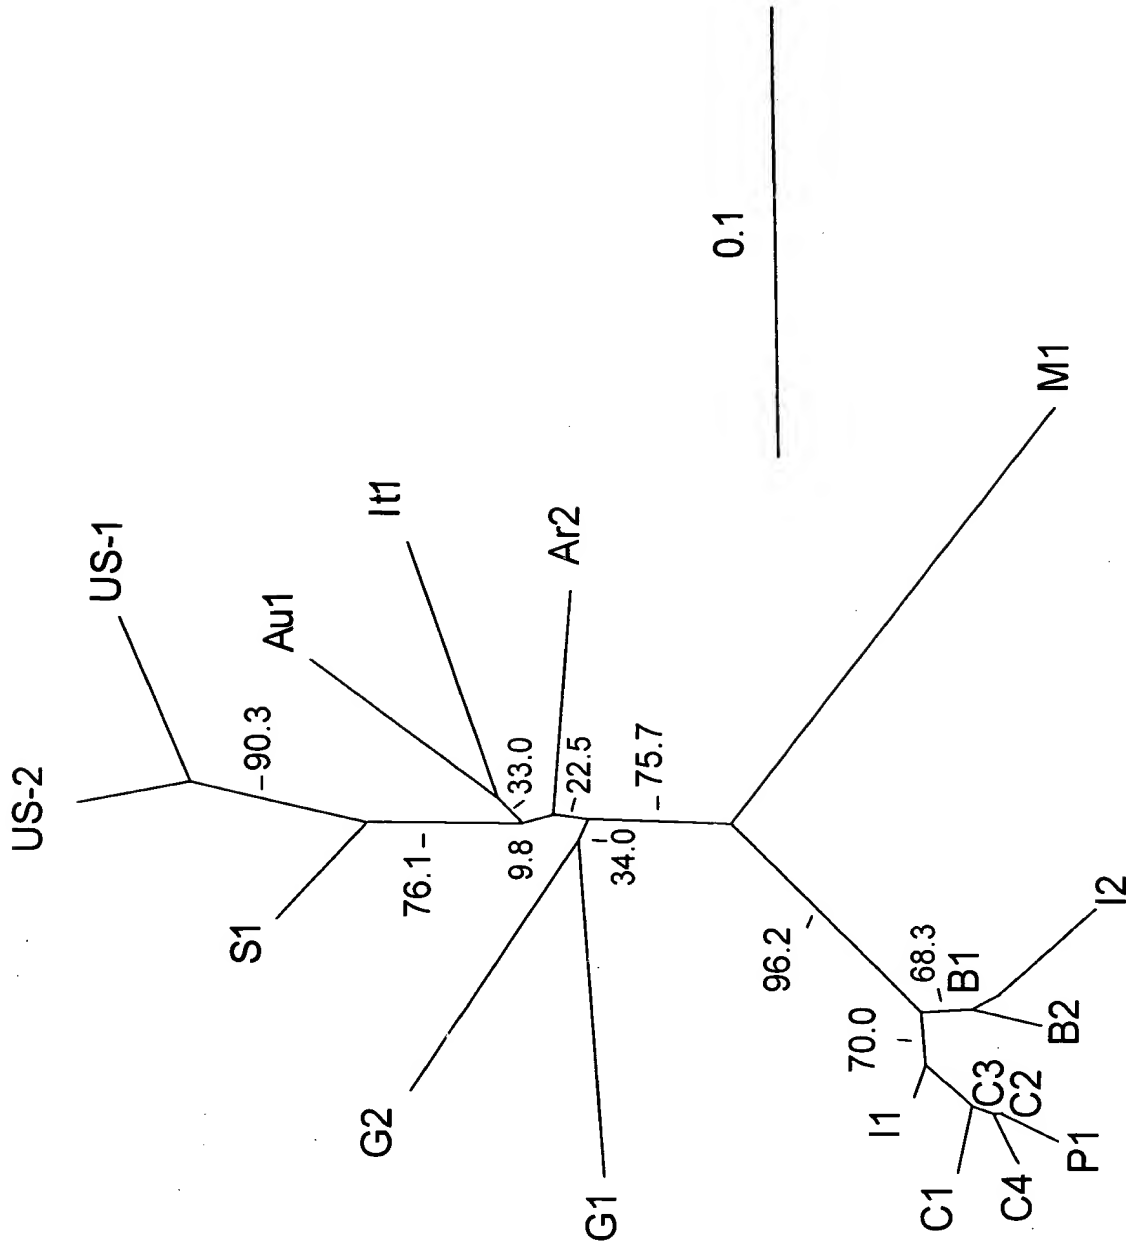 US-2
US-1
90.3
Au1
It1
S1
76.1
33.0
9.8
22.5
Ar2
34.0
75.7
G2
G1
0.1
M1
96.2
68.3
B1
70.0
I2
B2
I1
C3
C2
C1
C4
P1